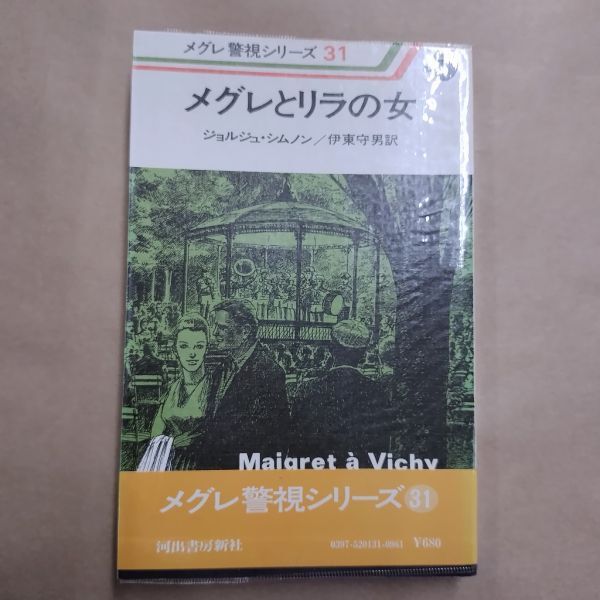 メグレ警視シリーズ 31
メグレとリラの女
ジョルジュ・シムノン／伊東守男訳
Maigret à Vichy
メグレ警視シリーズ 31
河出書房新社 0397-520131-0961 ¥680